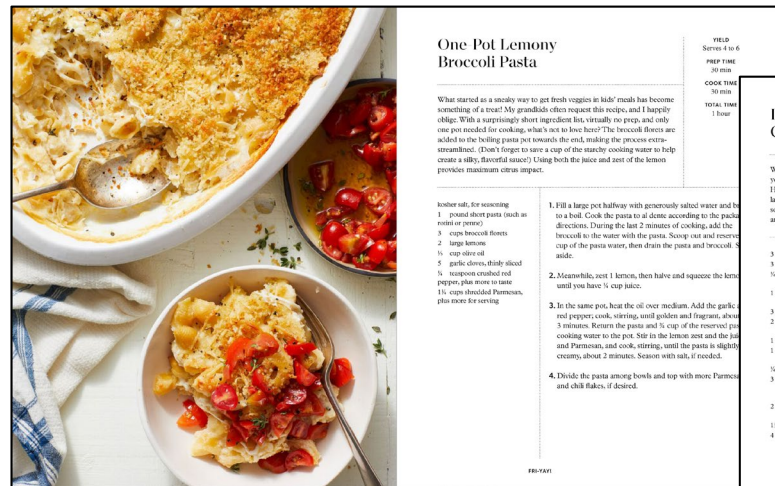 One-Pot Lemony
Broccoli Pasta
YIELD
Serves 4 to 6
PREP TIME
30 min
COOK TIME
30 min
TOTAL TIME
1 hour
What started as a sneaky way to get fresh veggies in kids' meals has become
something of a treat! My grandkids often request this recipe, and I happily
oblige. With a surprisingly short ingredient list, virtually no prep, and only
one pot needed for cooking, what's not to love here? The broccoli florets are
added to the boiling pasta pot towards the end, making the process extra-
streamlined. (Don't forget to save a cup of the starchy cooking water to help
create a silky, flavorful sauce!) Using both the juice and zest of the lemon
provides maximum citrus impact.
kosher salt, for seasoning
1 pound short pasta (such as
rotini or penne)
3 cups broccoli florets
2 large lemons
cup olive oil
5 garlic cloves, thinly sliced
teaspoon crushed red
pepper, plus more to taste
cups shredded Parmesan,
plus more for serving
1. Fill a large pot halfway with generously salted water and
to a boil. Cook the pasta to al dente according to the
directions. During the last 2 minutes of cooking, add the
broccoli to the water with the pasta. Scoop out and reserve
cup of the pasta water, then drain the pasta and broccoli.
aside.
2. Meanwhile, zest 1 lemon, then halve and squeeze the
until you have cup juice.
3. In the same pot, heat the oil over medium. Add the garlic
red pepper; cook, stirring, until golden and fragrant,
3 minutes. Return the pasta and cup of the reserved
cooking water to the pot. Stir in the lemon zest and the
and Parmesan, and cook, stirring, until the pasta is slightly
creamy, about 2 minutes. Season with salt, if needed.
4. Divide the pasta among bowls and top with more
and chili flakes, if desired.
FRI-YAY!